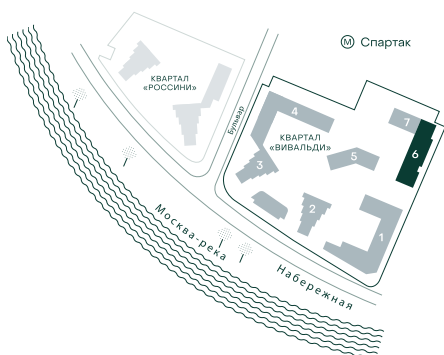 М Спартак
КВАРТАЛ
«РОССИНИ»
Бульвар
4
7
КВАРТАЛ
«ВИВАЛЬДИ»
6
5
3
2
1
Москва-река
Набережная